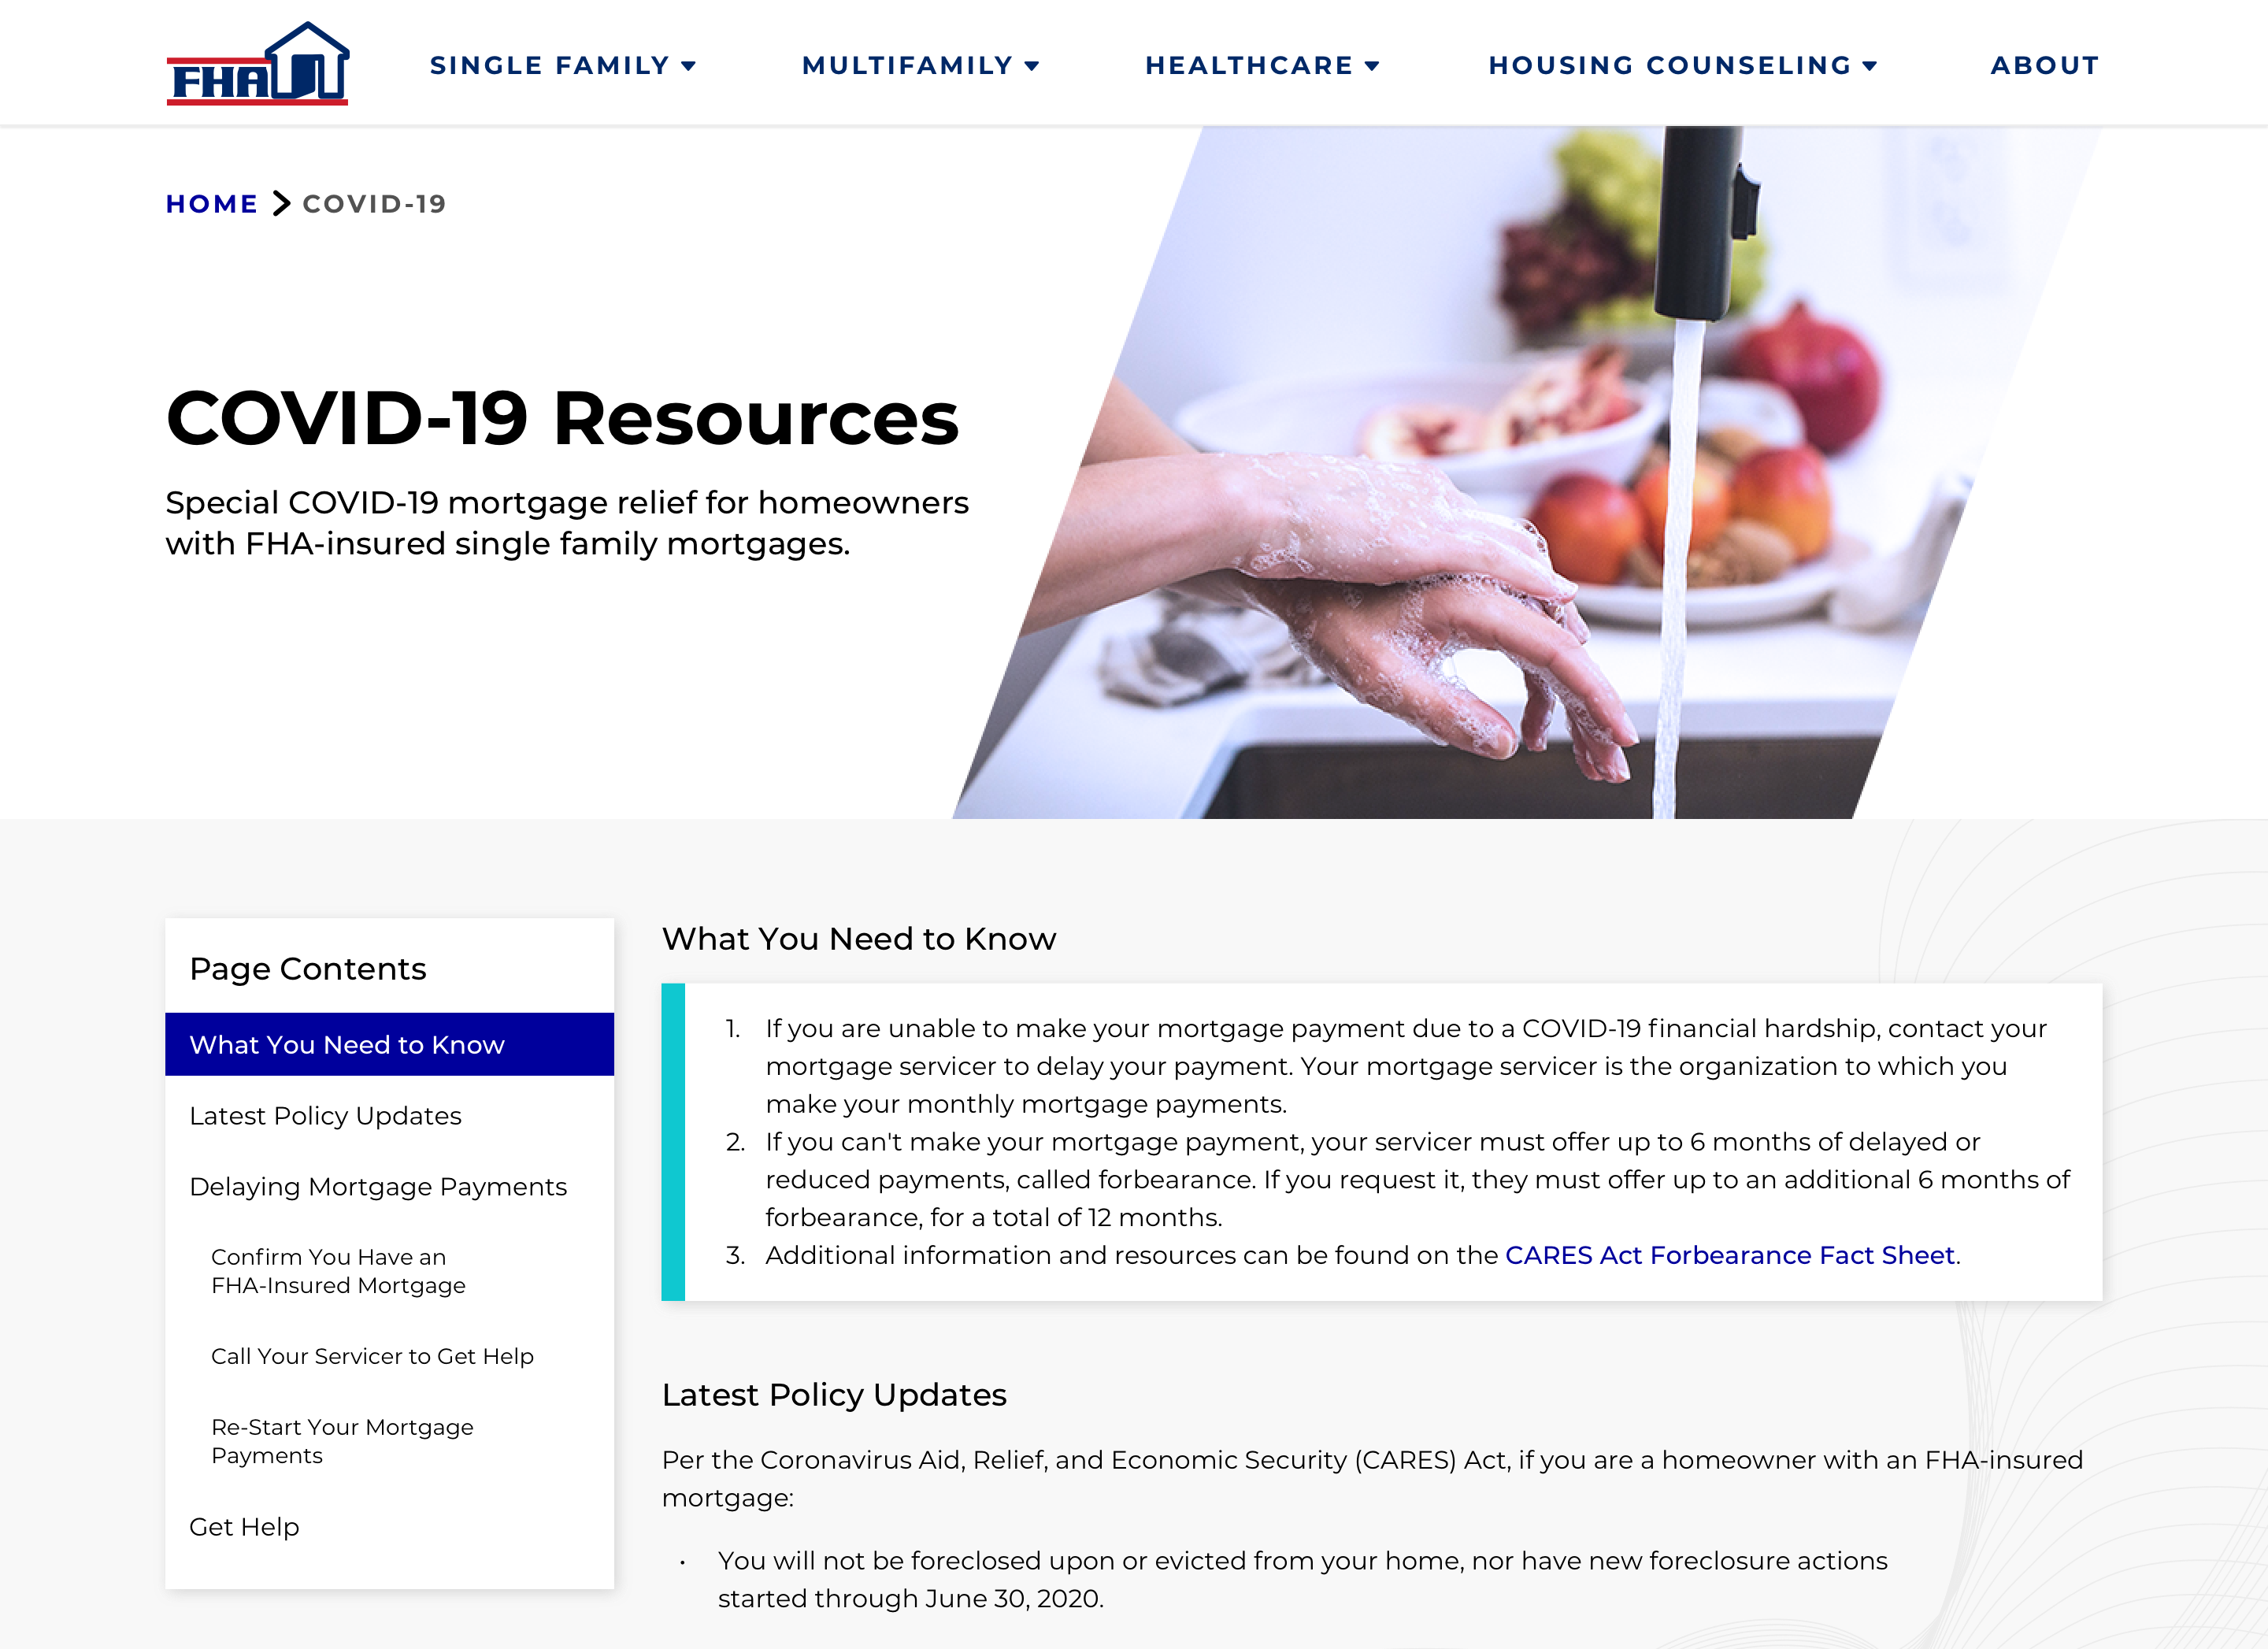 FHA
SINGLE FAMILY
MULTIFAMILY
HEALTHCARE
HOUSING COUNSELING
ABOUT
HOME
COVID-19
COVID-19 Resources
Special COVID-19 mortgage relief for homeowners
with FHA-insured single family mortgages.
Page Contents
What You Need to Know
Latest Policy Updates
Delaying Mortgage Payments
Confirm You Have an
FHA-Insured Mortgage
Call Your Servicer to Get Help
Re-Start Your Mortgage
Payments
Get Help
What You Need to Know
1. If you are unable to make your mortgage payment due to a COVID-19 financial hardship, contact your
mortgage servicer to delay your payment. Your mortgage servicer is the organization to which you
make your monthly mortgage payments.
2. If you can't make your mortgage payment, your servicer must offer up to 6 months of delayed or
reduced payments, called forbearance. If you request it, they must offer up to an additional 6 months of
forbearance, for a total of 12 months.
3. Additional information and resources can be found on the CARES Act Forbearance Fact Sheet.
Latest Policy Updates
Per the Coronavirus Aid, Relief, and Economic Security (CARES) Act, if you are a homeowner with an FHA-insured
mortgage:
• You will not be foreclosed upon or evicted from your home, nor have new foreclosure actions
started through June 30, 2020.